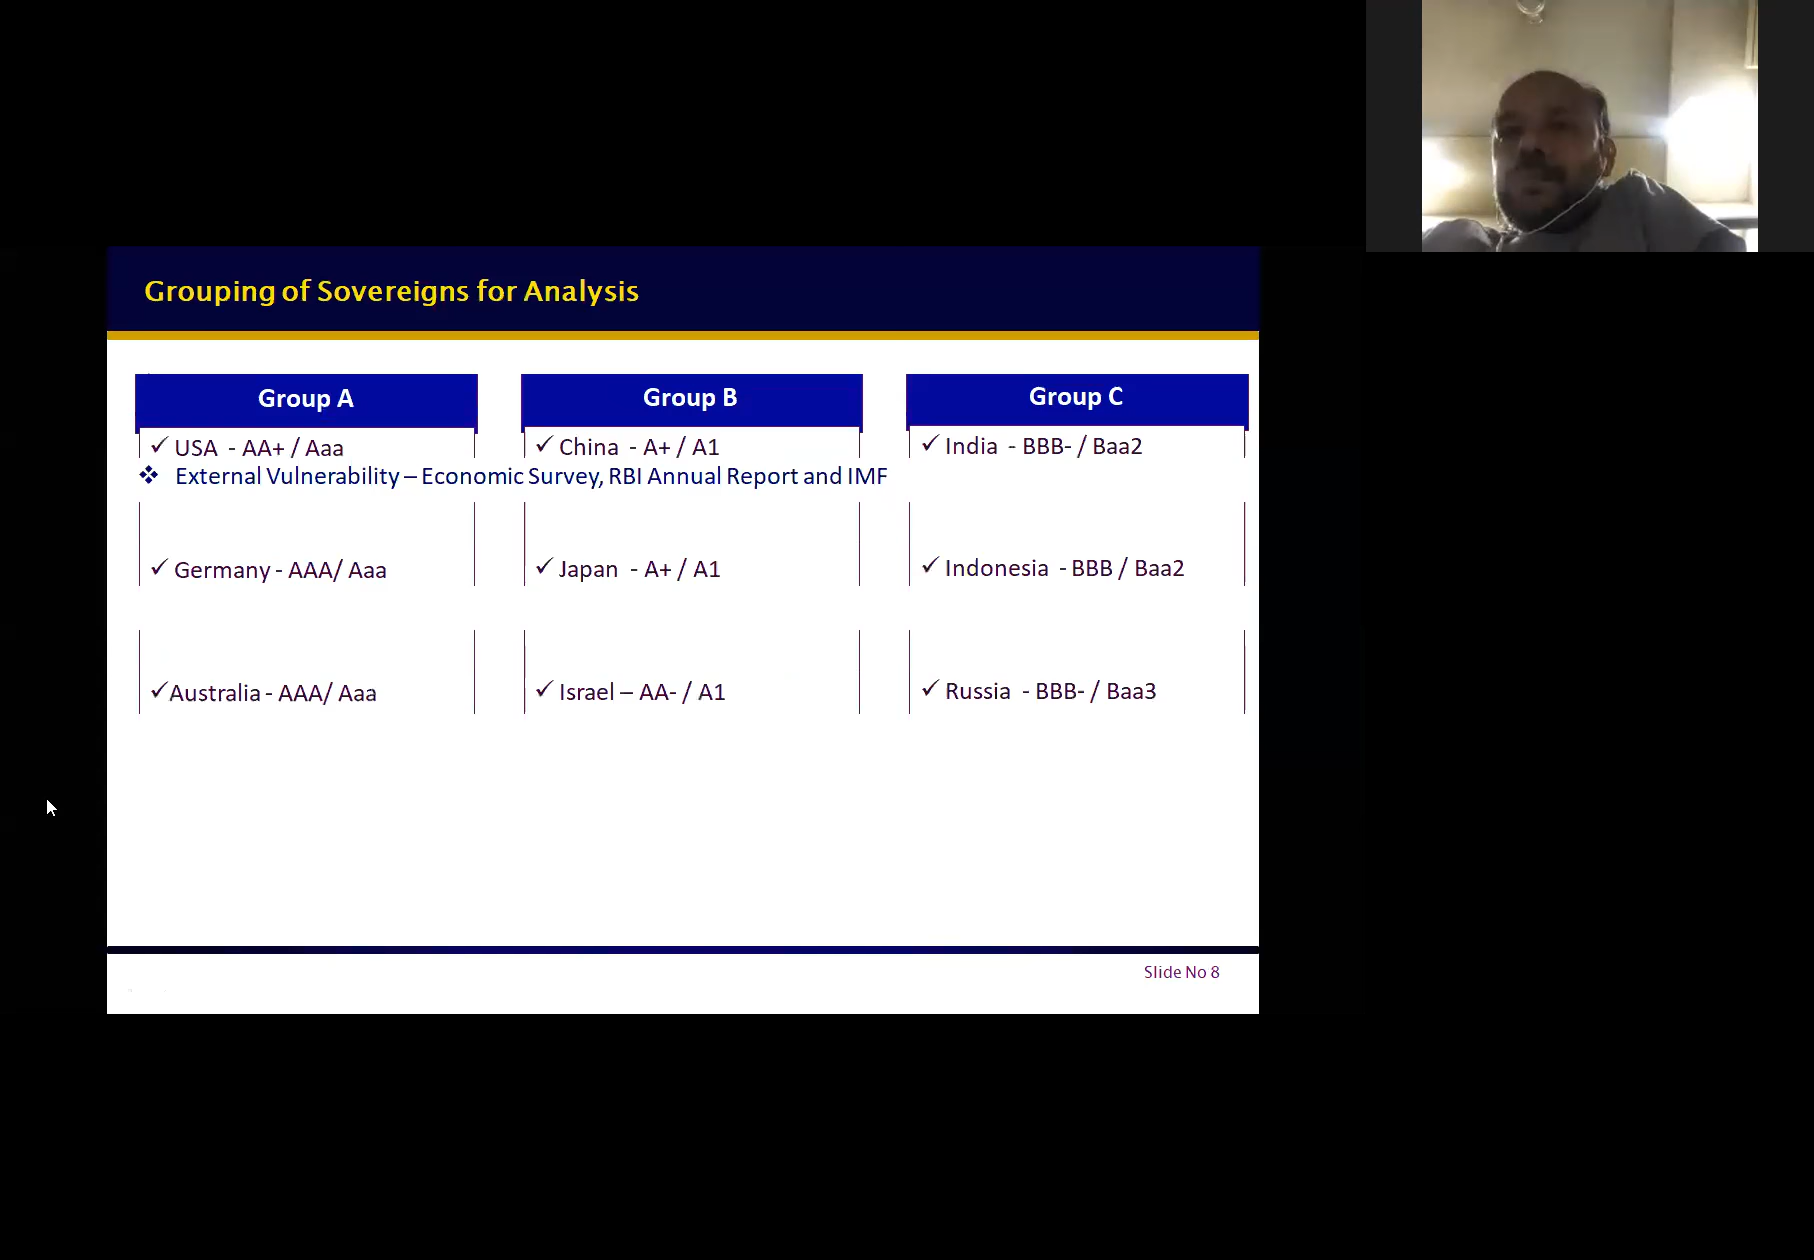 Grouping of Sovereigns for Analysis
Group A
Group B
Group C
✓ USA - AA+ / Aaa
✓ China - A+ / A1
✓ India - BBB- / Baa2
❖ External Vulnerability – Economic Survey, RBI Annual Report and IMF
✓ Germany - AAA/ Aaa
✓ Japan - A+ / A1
✓ Indonesia - BBB / Baa2
✓Australia - AAA/ Aaa
✓ Israel – AA- / A1
✓ Russia - BBB- / Baa3
Slide No 8